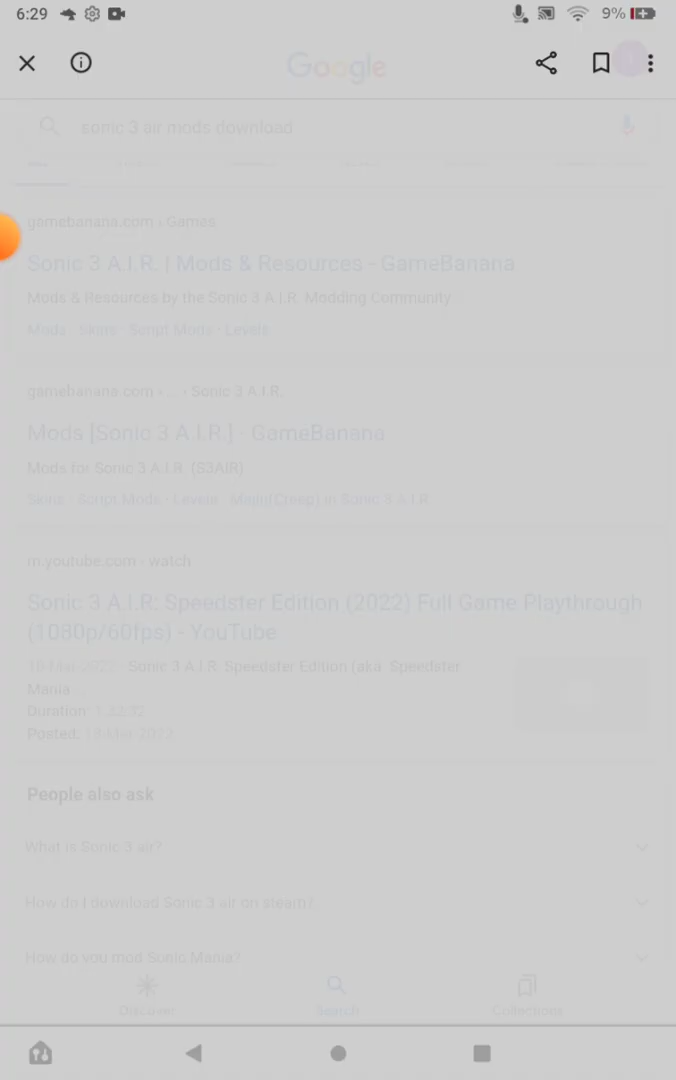 6:29
9%
Google
sonic 3 air mods download
gamebanana.com › Games
Sonic 3 A.I.R. | Mods & Resources - GameBanana
Mods & Resources by the Sonic 3 A.I.R. Modding Community.
Mods · Skins · Script Mods · Levels
gamebanana.com › ... › Sonic 3 A.I.R.
Mods [Sonic 3 A.I.R.] - GameBanana
Mods for Sonic 3 A.I.R. (S3AIR)
Skins · Script Mods · Levels · Majin(Creep) in Sonic 3 A.I.R
m.youtube.com › watch
Sonic 3 A.I.R: Speedster Edition (2022) Full Game Playthrough
(1080p/60fps) - YouTube
Sonic 3 A.I.R. Speedster Edition (aka. Speedster
Mania
Duration:
Posted:
People also ask
What is Sonic 3 air?
How do I download Sonic 3 air on steam?
How do you mod Sonic Mania?
Discover
Search
Collections